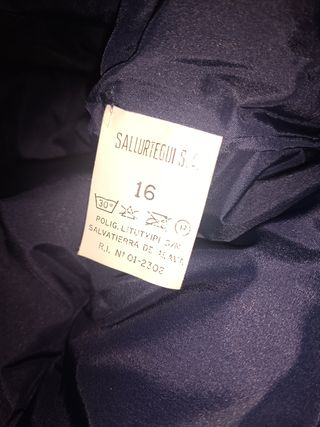 SALLURTEGUI S.
16
30°
POLIG. LITUTXIPI S/N
SALVATIERRA DE ALAVA
R.I. Nº 01-2302